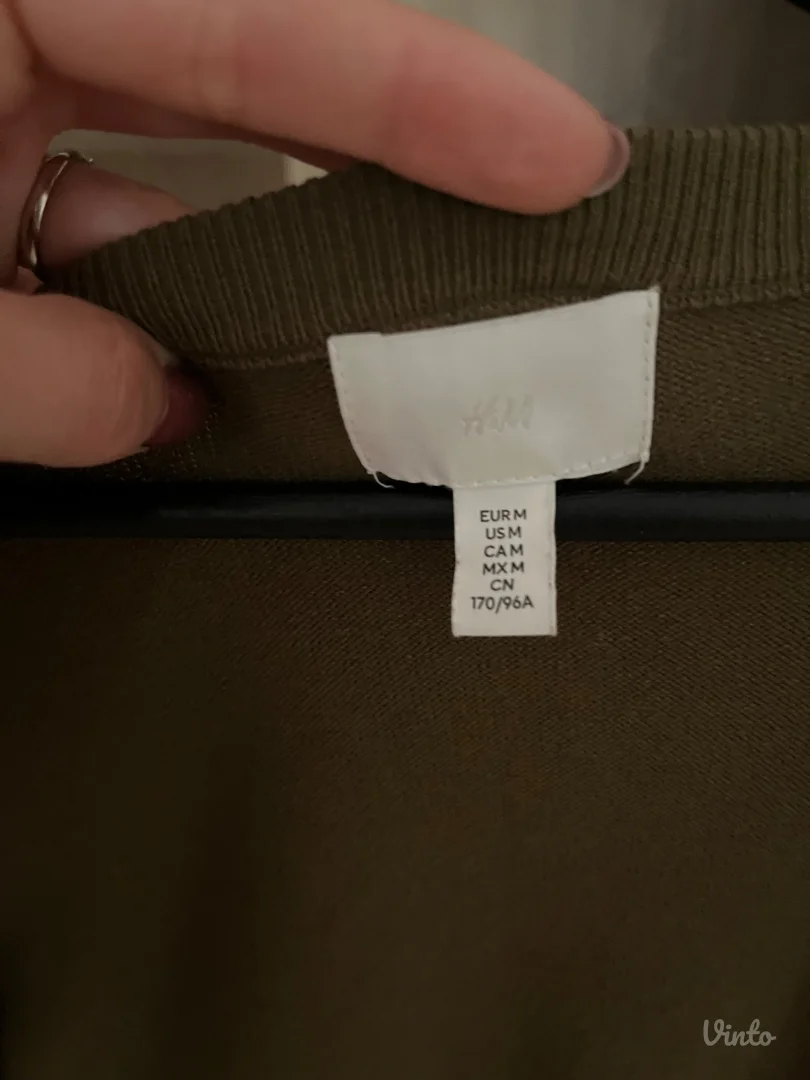 H&M
EUR M
US M
CA M
MX M
CN
170/96A
Vinto